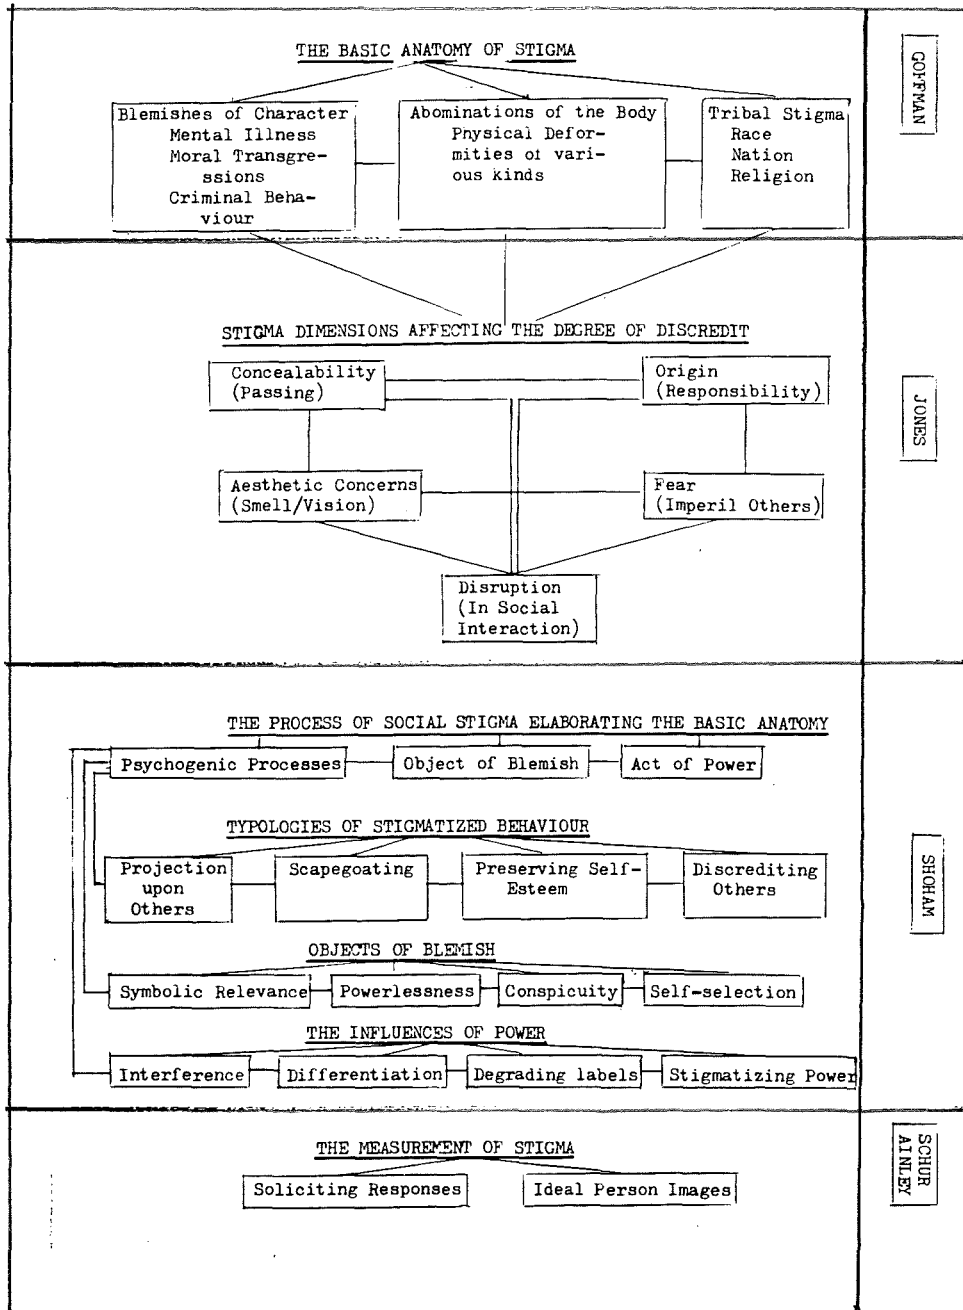 THE BASIC ANATOMY OF STIGMA
GOFFMAN
Blemishes of Character
Mental Illness
Moral Transgre-
ssions
Criminal Beha-
viour
Abominations of the Body
Physical Defor-
mities of vari-
ous kinds
Tribal Stigma
Race
Nation
Religion
STIGMA DIMENSIONS AFFECTING THE DEGREE OF DISCREDIT
JONES
Concealability
(Passing)
Origin
(Responsibility)
Aesthetic Concerns
(Smell/Vision)
Fear
(Imperil Others)
Disruption
(In Social
Interaction)
THE PROCESS OF SOCIAL STIGMA ELABORATING THE BASIC ANATOMY
SHOHAM
Psychogenic Processes
Object of Blemish
Act of Power
TYPOLOGIES OF STIGMATIZED BEHAVIOUR
Projection
upon
Others
Scapegoating
Preserving Self-
Esteem
Discrediting
Others
OBJECTS OF BLEMISH
Symbolic Relevance
Powerlessness
Conspicuity
Self-selection
THE INFLUENCES OF POWER
Interference
Differentiation
Degrading labels
Stigmatizing Power
THE MEASUREMENT OF STIGMA
SCHUR
AINLEY
Soliciting Responses
Ideal Person Images